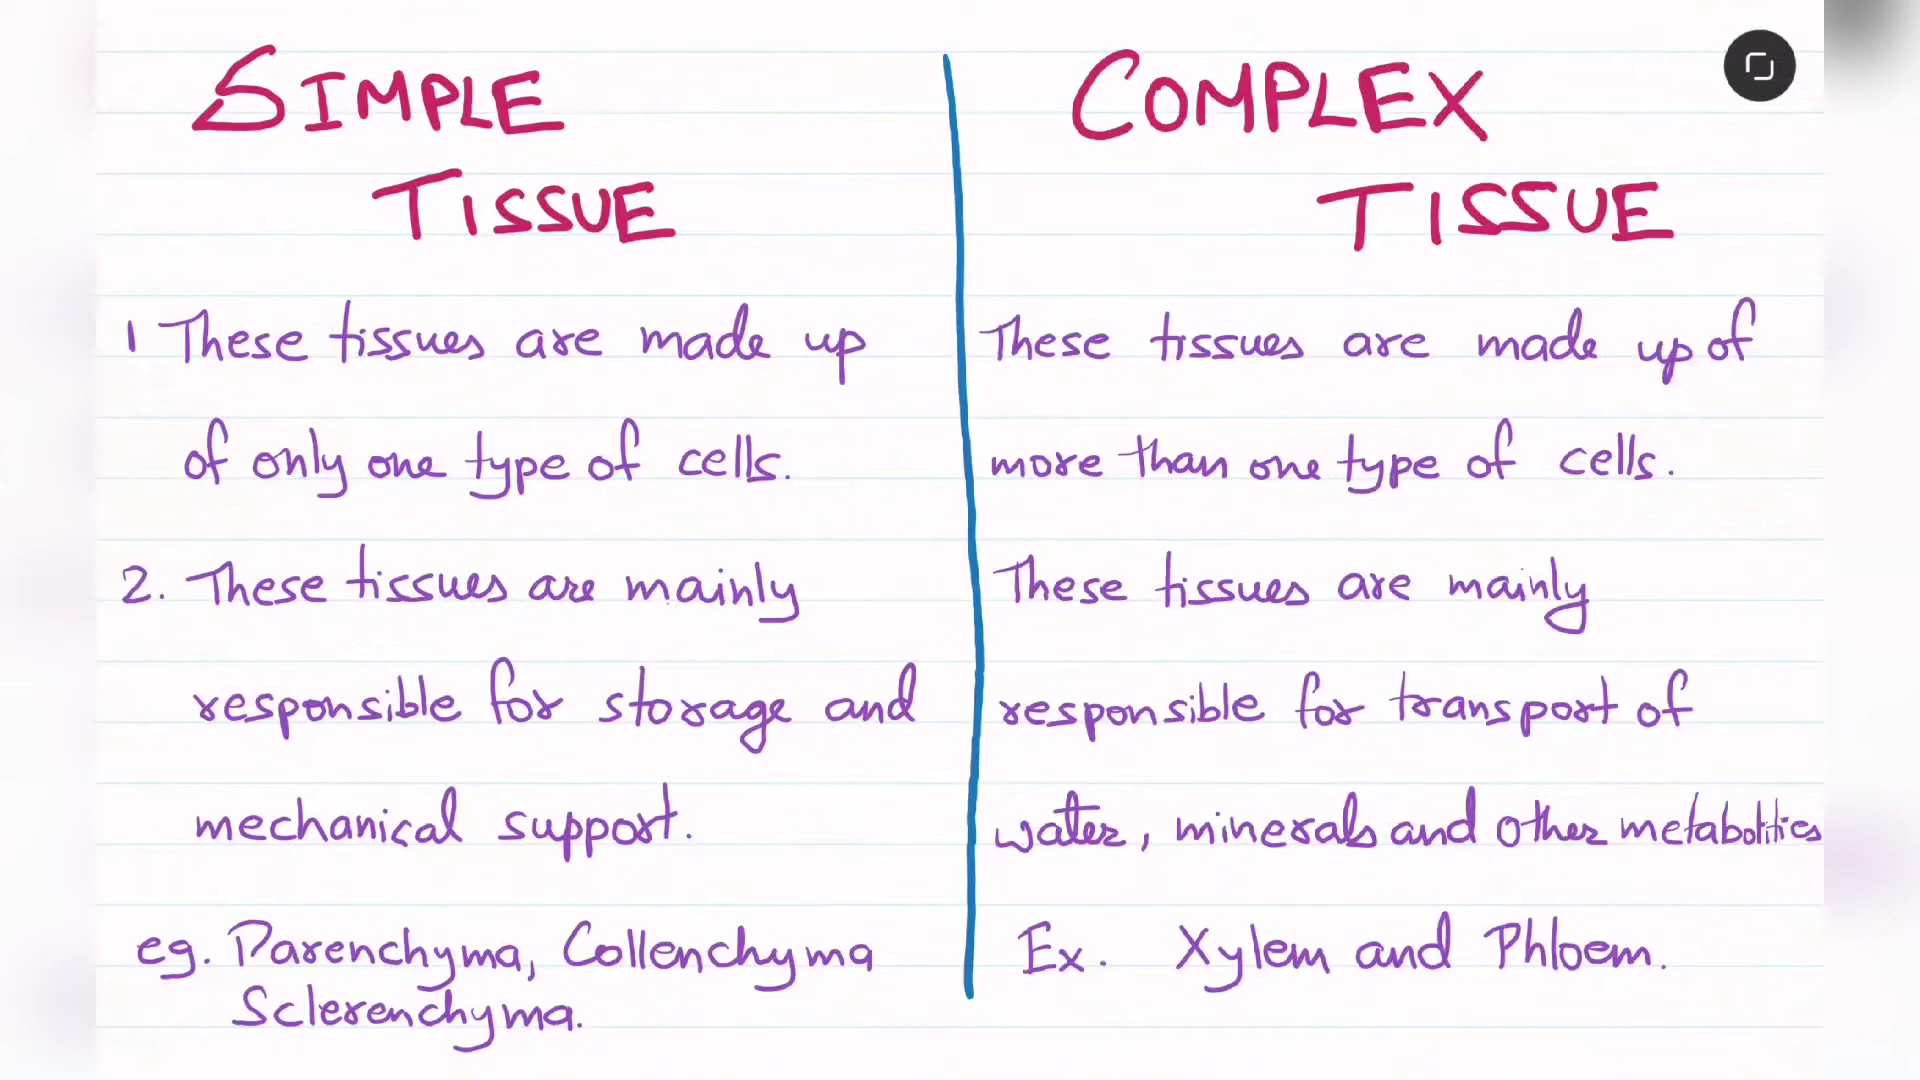 SIMPLE
TISSUE
1 These tissues are made up
of only one type of cells.
2. These tissues are mainly
responsible for storage and
mechanical support.
eg. Parenchyma, Collenchyma
Sclerenchyma.
COMPLEX
TISSUE
These tissues are made up of
more than one type of cells.
These tissues are mainly
responsible for transport of
water, minerals and other metabolities
Ex. Xylem and Phloem.